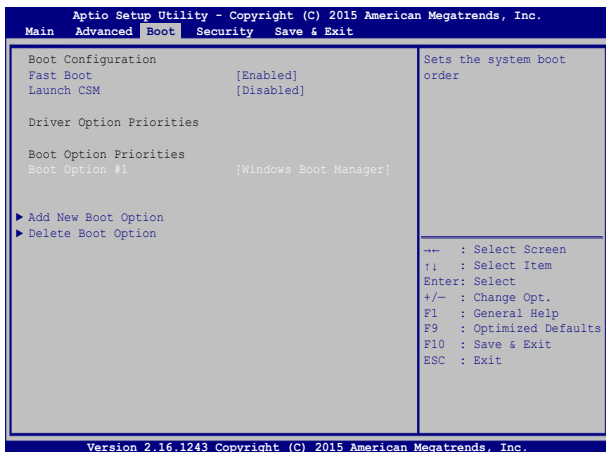 Aptio Setup Utility - Copyright (C) 2015 American Megatrends, Inc.
Main Advanced Boot Security Save & Exit
Boot Configuration
Fast Boot [Enabled]
Launch CSM [Disabled]
Driver Option Priorities
Boot Option Priorities
Boot Option #1 [Windows Boot Manager]
▶ Add New Boot Option
▶ Delete Boot Option
Sets the system boot
order
→← : Select Screen
↑↓ : Select Item
Enter: Select
+/— : Change Opt.
F1 : General Help
F9 : Optimized Defaults
F10 : Save & Exit
ESC : Exit
Version 2.16.1243 Copyright (C) 2015 American Megatrends, Inc.